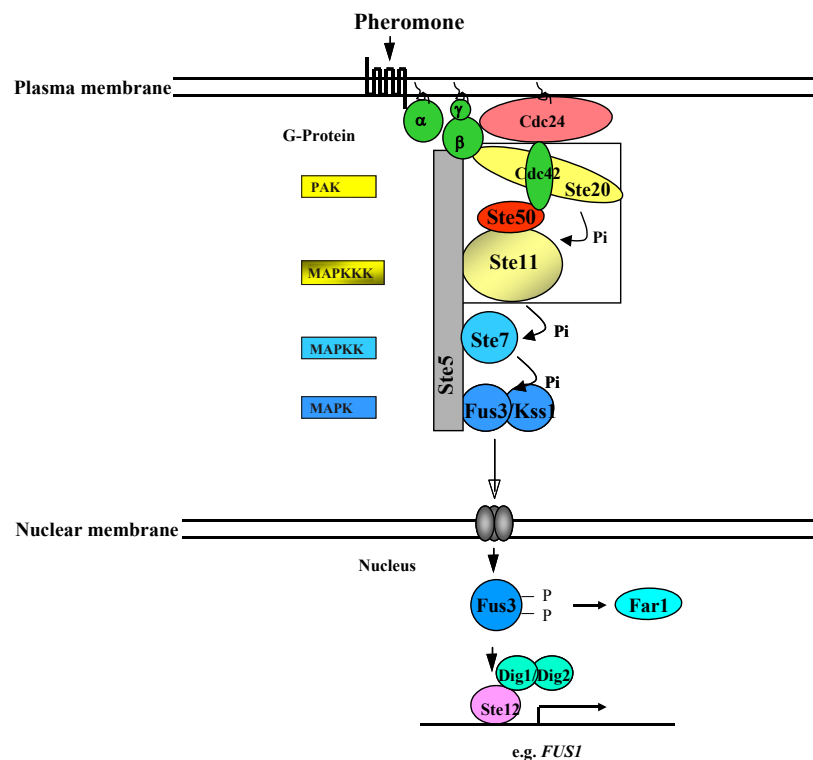 Pheromone
Plasma membrane
α
γ
β
Cdc24
G-Protein
PAK
Cdc42
Ste20
Ste50
Pi
MAPKKK
Ste11
Pi
MAPKK
Ste7
Ste5
Pi
MAPK
Fus3/Kss1
Nuclear membrane
Nucleus
Fus3
P
P
Far1
Dig1/Dig2
Ste12
e.g. FUS1